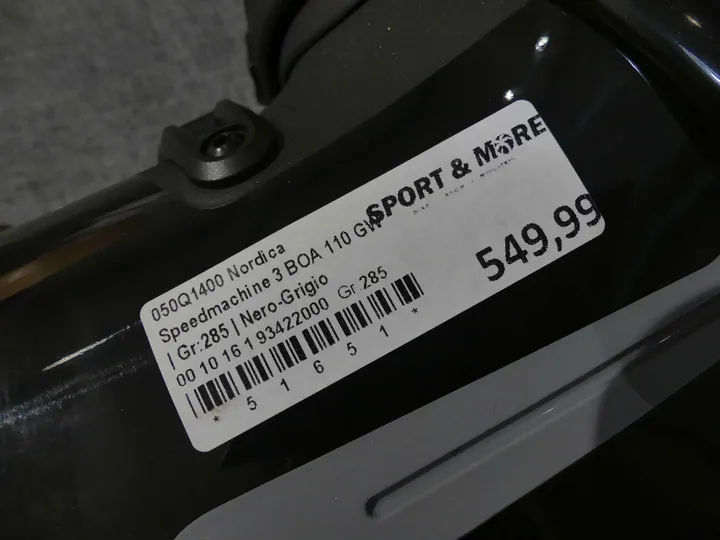 SPORT & MORE
050Q1400 Nordica
Speedmachine 3 BOA 110 GW
| Gr:285 | Nero-Grigio
00 10 16 1 93422000 Gr.285
549,99
* 5 1 6 5 1 *